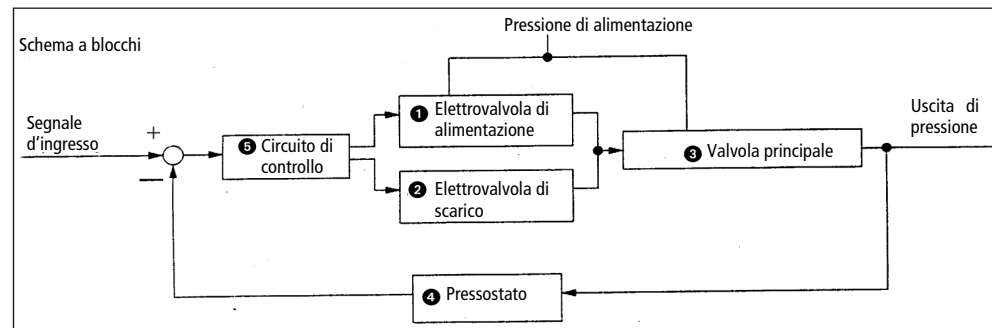 Schema a blocchi
Pressione di alimentazione
Segnale
d'ingresso
+
—
❺ Circuito di
controllo
❶ Elettrovalvola di
alimentazione
❷ Elettrovalvola di
scarico
❸ Valvola principale
Uscita di
pressione
❹ Pressostato